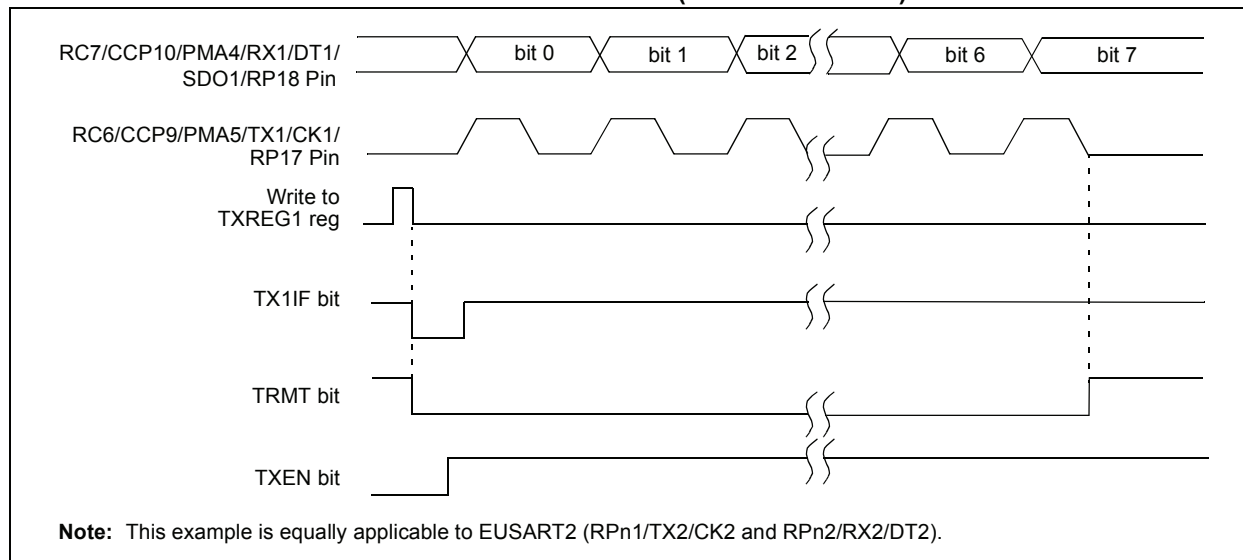 RC7/CCP10/PMA4/RX1/DT1/
SDO1/RP18 Pin
bit 0
bit 1
bit 2
bit 6
bit 7
RC6/CCP9/PMA5/TX1/CK1/
RP17 Pin
Write to
TXREG1 reg
TX1IF bit
TRMT bit
TXEN bit
Note: This example is equally applicable to EUSART2 (RPn1/TX2/CK2 and RPn2/RX2/DT2).